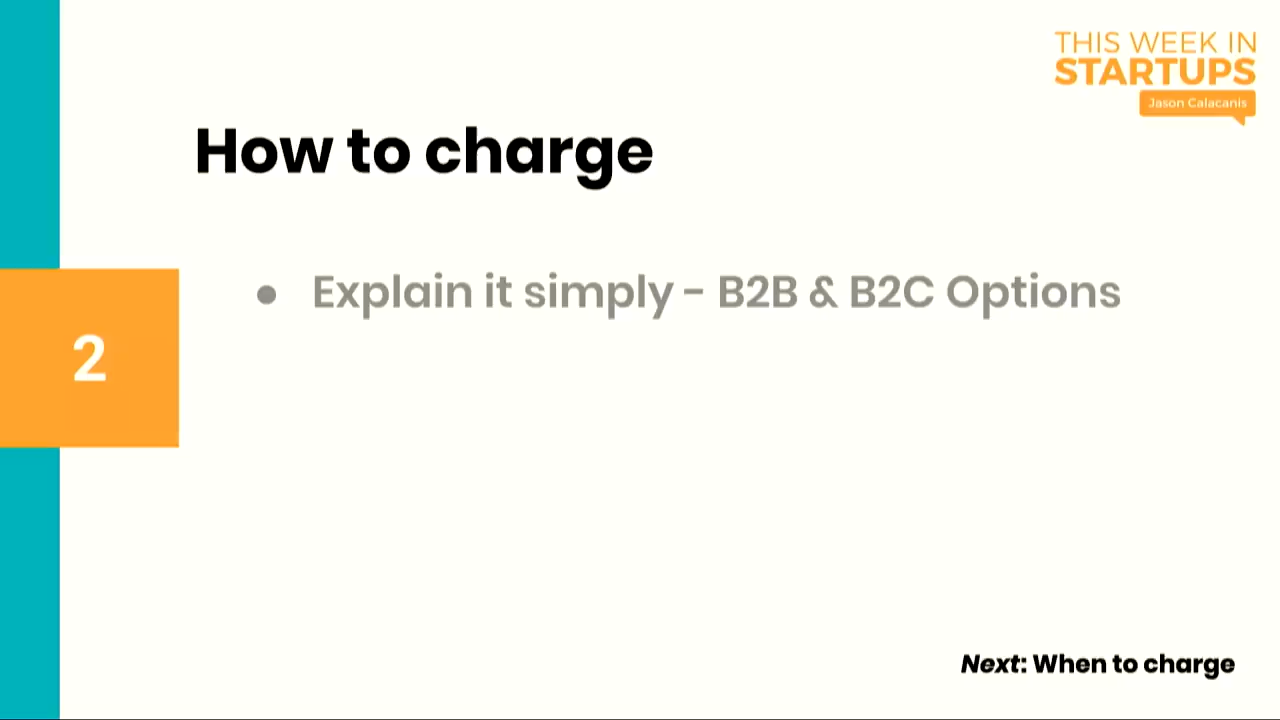 THIS WEEK IN
STARTUPS
Jason Calacanis
How to charge
● Explain it simply - B2B & B2C Options
2
Next: When to charge